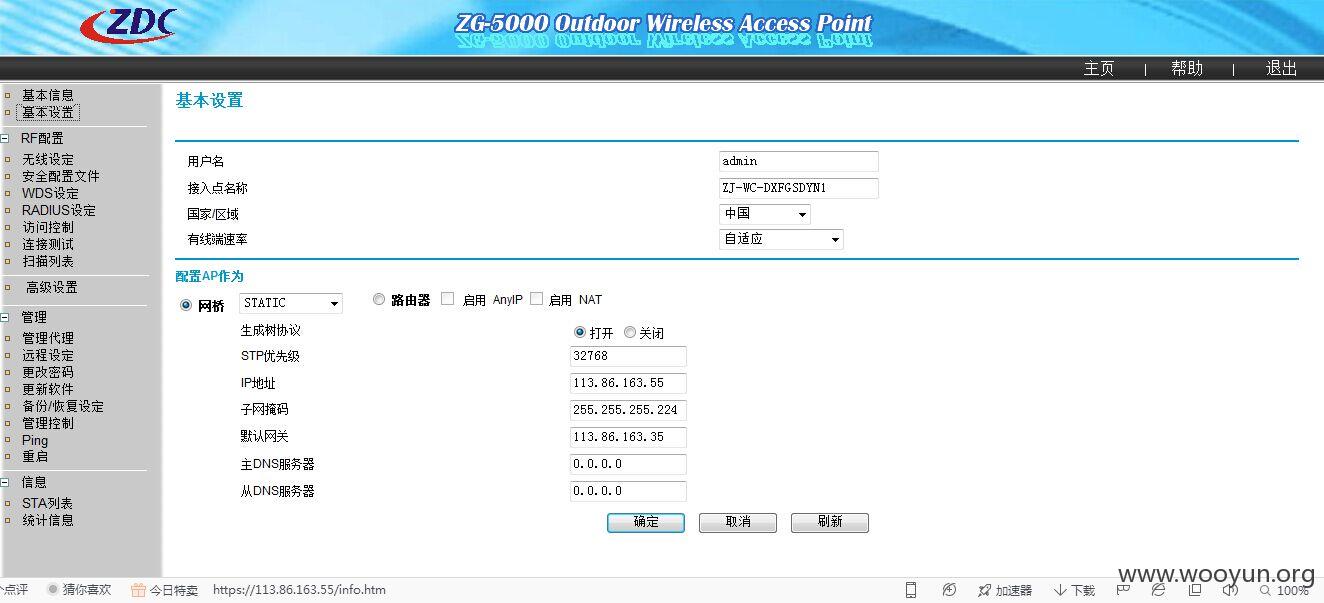 ZDC
ZG-5000 Outdoor Wireless Access Point
主页 | 帮助 | 退出
基本信息
基本设置
RF配置
无线设定
安全配置文件
WDS设定
RADIUS设定
访问控制
连接测试
扫描列表
高级设置
管理
管理代理
远程设定
更改密码
更新软件
备份/恢复设定
管理控制
Ping
重启
信息
STA列表
统计信息
基本设置
用户名 admin
接入点名称 ZJ-WC-DXFGSDYN1
国家/区域 中国
有线端速率 自适应
配置AP作为
网桥 STATIC 路由器 启用 AnyIP 启用 NAT
生成树协议 打开 关闭
STP优先级 32768
IP地址 113.86.163.55
子网掩码 255.255.255.224
默认网关 113.86.163.35
主DNS服务器 0.0.0.0
从DNS服务器 0.0.0.0
确定 取消 刷新
www.wooyun.org
点评 猜你喜欢 今日特卖 https://113.86.163.55/info.htm 加速器 下载 100%